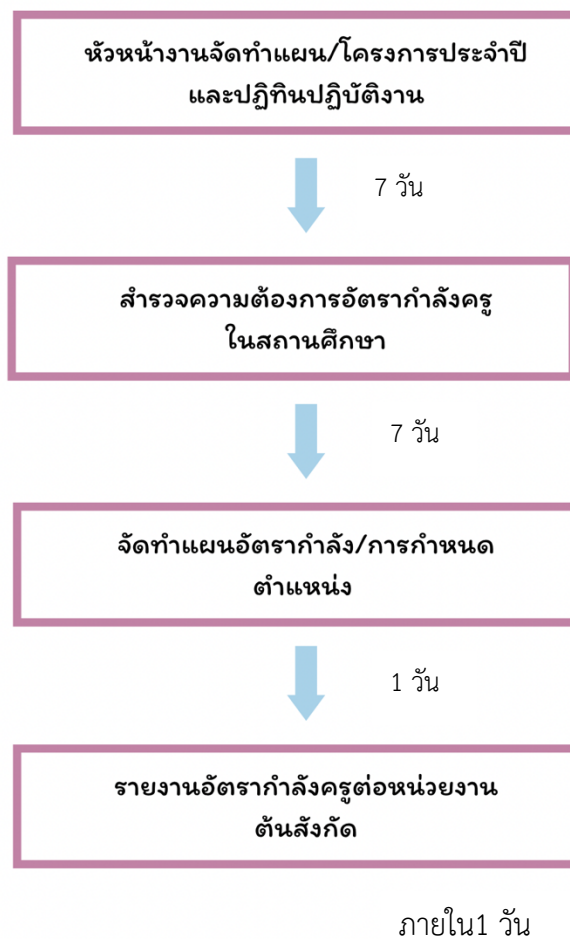 หัวหน้างานจัดทำแผน/โครงการประจำปี
และปฏิทินปฏิบัติงาน
7 วัน
สำรวจความต้องการอัตรากำลังครู
ในสถานศึกษา
7 วัน
จัดทำแผนอัตรากำลัง/การกำหนด
ตำแหน่ง
1 วัน
รายงานอัตรากำลังครูต่อหน่วยงาน
ต้นสังกัด
ภายใน1 วัน